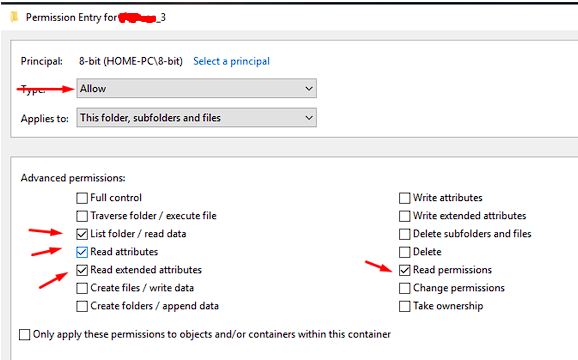 Permission Entry for _3
Principal: 8-bit (HOME-PC\8-bit) Select a principal
Type: Allow
Applies to: This folder, subfolders and files
Advanced permissions:
Full control
Traverse folder / execute file
List folder / read data
Read attributes
Read extended attributes
Create files / write data
Create folders / append data
Write attributes
Write extended attributes
Delete subfolders and files
Delete
Read permissions
Change permissions
Take ownership
Only apply these permissions to objects and/or containers within this container